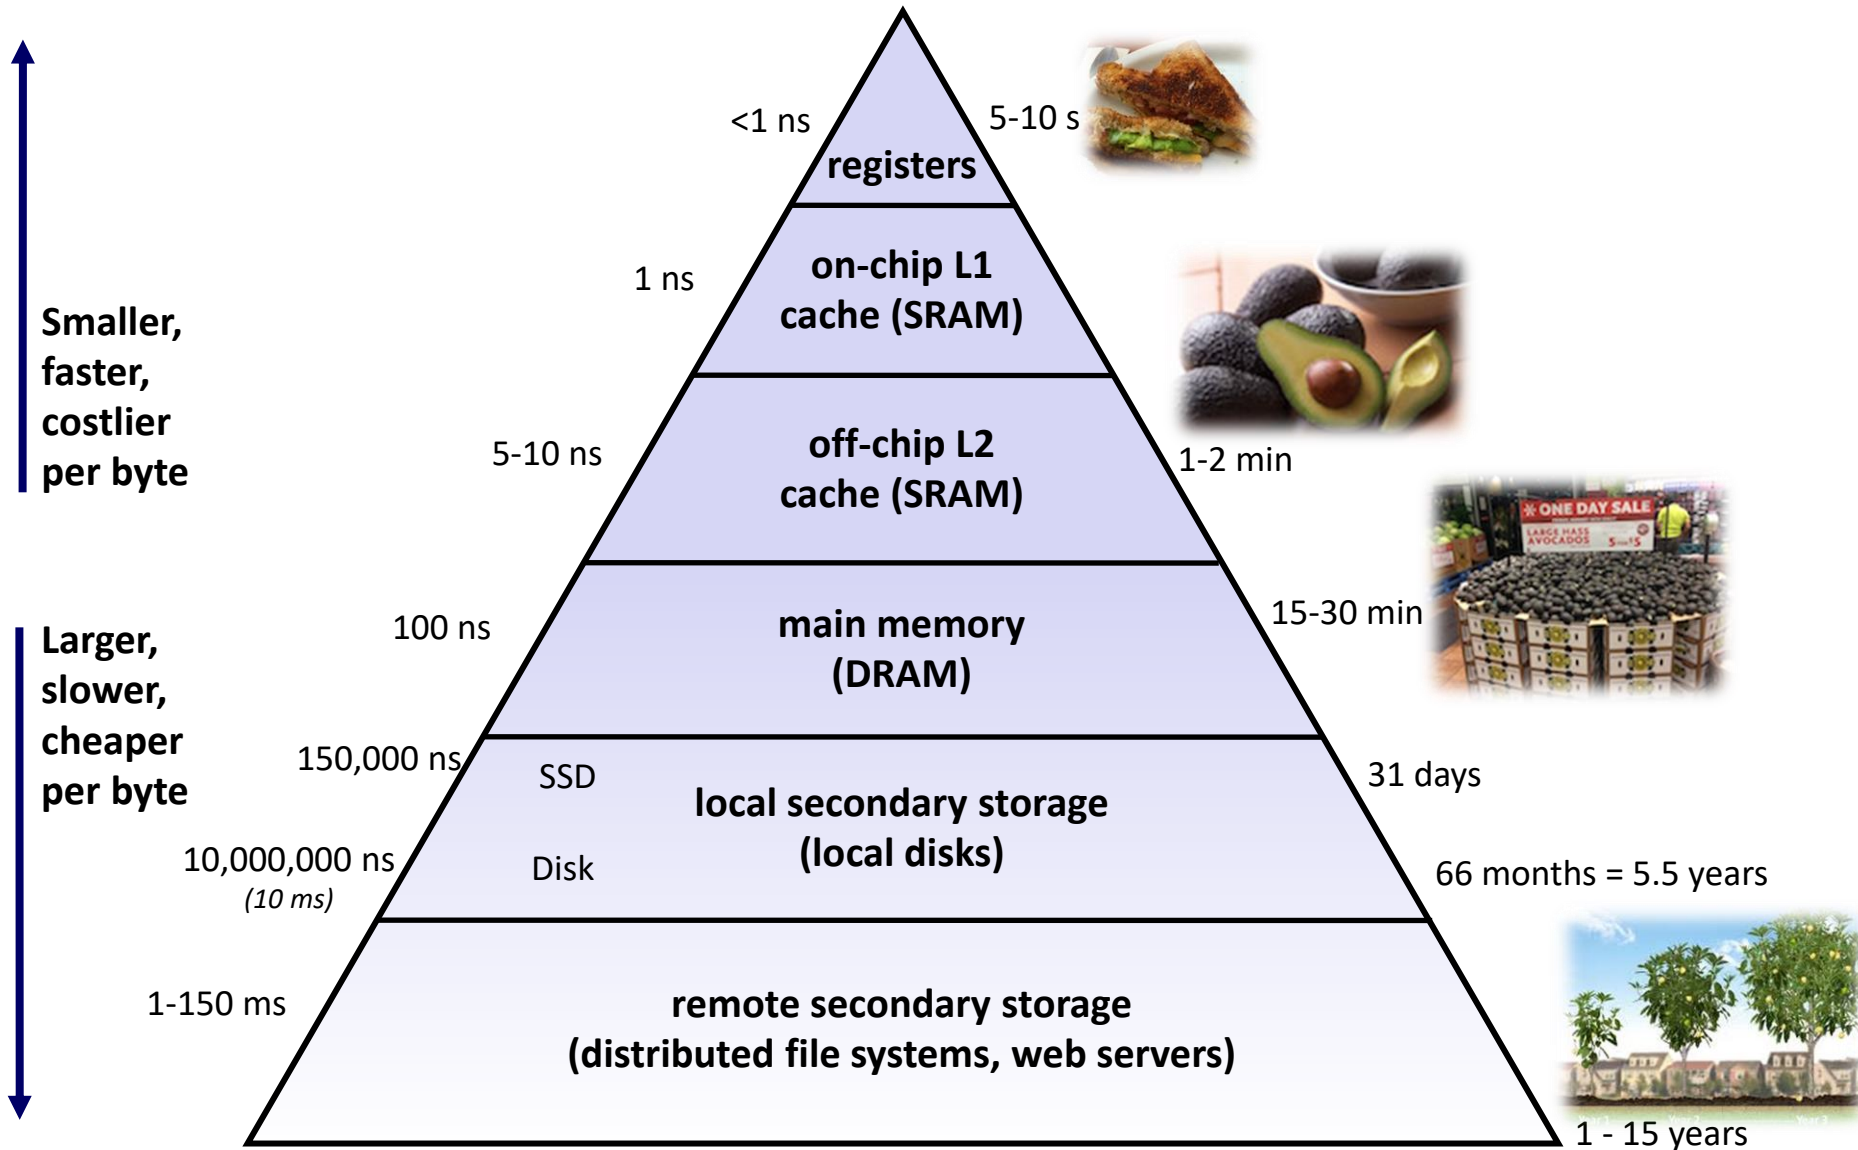 <1 ns
5-10 s
registers
1 ns
on-chip L1
cache (SRAM)
Smaller,
faster,
costlier
per byte
5-10 ns
off-chip L2
cache (SRAM)
1-2 min
ONE DAY SALE
LARGE HASS
AVOCADOS
100 ns
main memory
(DRAM)
15-30 min
Larger,
slower,
cheaper
per byte
150,000 ns
SSD
local secondary storage
(local disks)
31 days
10,000,000 ns
(10 ms)
Disk
66 months = 5.5 years
1-150 ms
remote secondary storage
(distributed file systems, web servers)
1 - 15 years